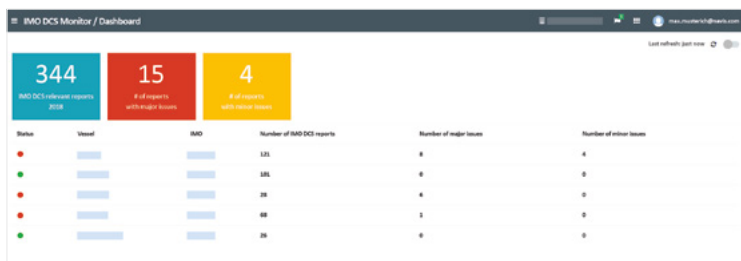 IMO DCS Monitor / Dashboard
max.musterich@navis.com
Last refresh: just now
344
IMO DCS relevant reports
2018
15
# of reports
with major issues
4
# of reports
with minor issues
Status Vessel IMO Number of IMO DCS reports Number of major issues Number of minor issues
121 8 4
101 0 0
28 6 0
68 1 0
26 0 0